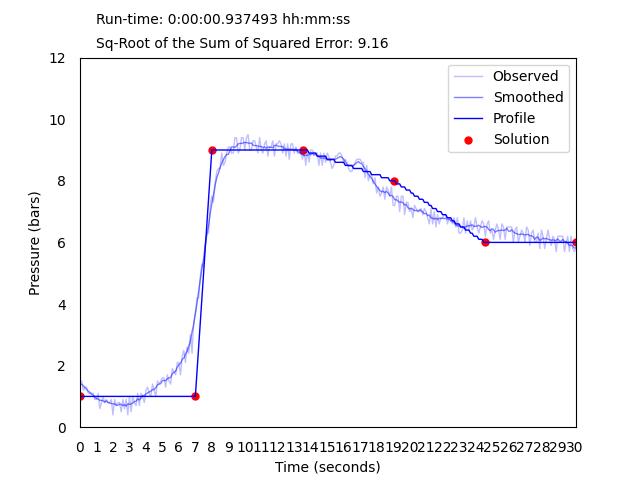 Run-time: 0:00:00.937493 hh:mm:ss
Sq-Root of the Sum of Squared Error: 9.16
12
10
8
6
4
2
0
Pressure (bars)
Observed
Smoothed
Profile
Solution
0 1 2 3 4 5 6 7 8 9 10 11 12 13 14 15 16 17 18 19 20 21 22 23 24 25 26 27 28 29 30
Time (seconds)